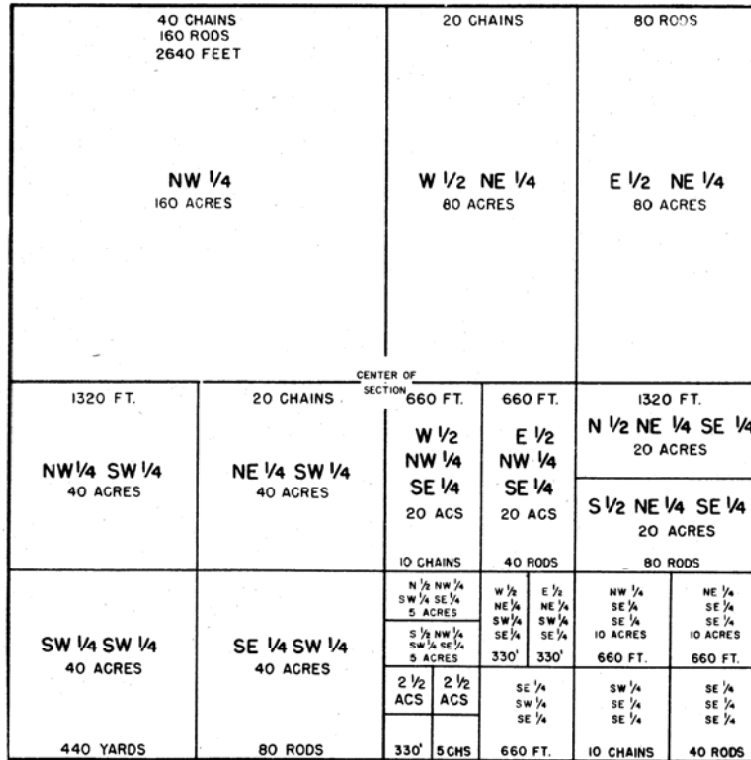 40 CHAINS
160 RODS
2640 FEET
NW 1/4
160 ACRES
20 CHAINS
W 1/2 NE 1/4
80 ACRES
80 RODS
E 1/2 NE 1/4
80 ACRES
CENTER OF
SECTION
1320 FT.
NW 1/4 SW 1/4
40 ACRES
20 CHAINS
NE 1/4 SW 1/4
40 ACRES
660 FT.
W 1/2
NW 1/4
SE 1/4
20 ACS
10 CHAINS
660 FT.
E 1/2
NW 1/4
SE 1/4
20 ACS
40 RODS
1320 FT.
N 1/2 NE 1/4 SE 1/4
20 ACRES
S 1/2 NE 1/4 SE 1/4
20 ACRES
80 RODS
SW 1/4 SW 1/4
40 ACRES
440 YARDS
SE 1/4 SW 1/4
40 ACRES
80 RODS
N 1/2 NW 1/4
SW 1/4 SE 1/4
5 ACRES
S 1/2 NW 1/4
SW 1/4 SE 1/4
5 ACRES
W 1/2
NE 1/4
SW 1/4
SE 1/4
330'
E 1/2
NE 1/4
SW 1/4
SE 1/4
330'
NW 1/4
SE 1/4
SE 1/4
10 ACRES
660 FT.
NE 1/4
SE 1/4
SE 1/4
10 ACRES
660 FT.
2 1/2
ACS
2 1/2
ACS
330'
5 CHS
SE 1/4
SW 1/4
SE 1/4
660 FT.
SW 1/4
SE 1/4
SE 1/4
10 CHAINS
SE 1/4
SE 1/4
SE 1/4
40 RODS